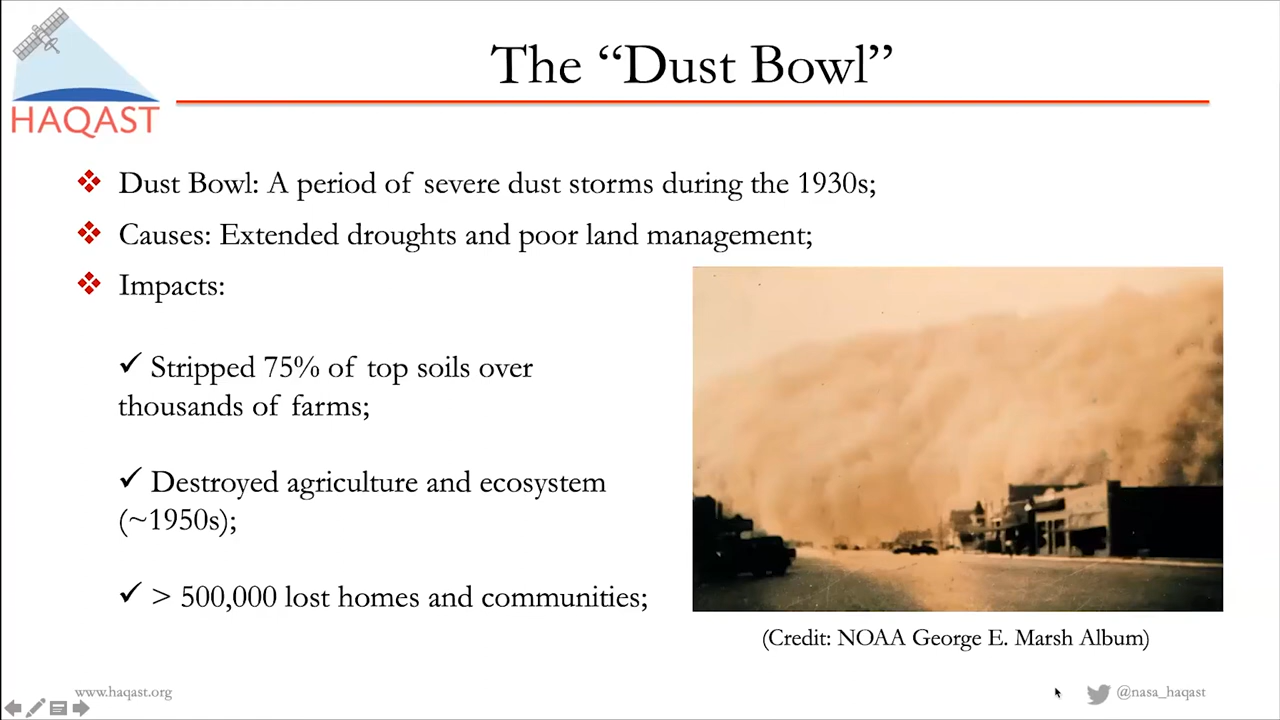 The “Dust Bowl”
HAQAST
Dust Bowl: A period of severe dust storms during the 1930s;
Causes: Extended droughts and poor land management;
Impacts:
✓ Stripped 75% of top soils over
thousands of farms;
✓ Destroyed agriculture and ecosystem
(~1950s);
✓ > 500,000 lost homes and communities;
(Credit: NOAA George E. Marsh Album)
www.haqast.org
@nasa_haqast